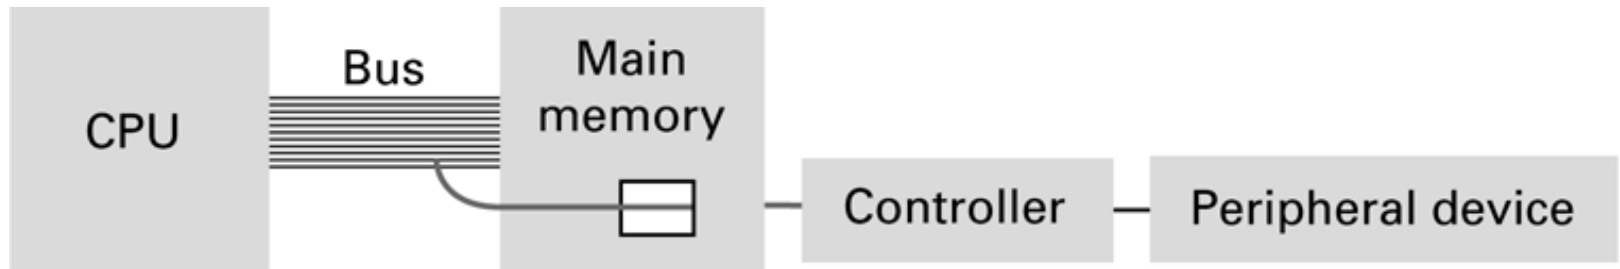 CPU
Bus
Main
memory
Controller
Peripheral device